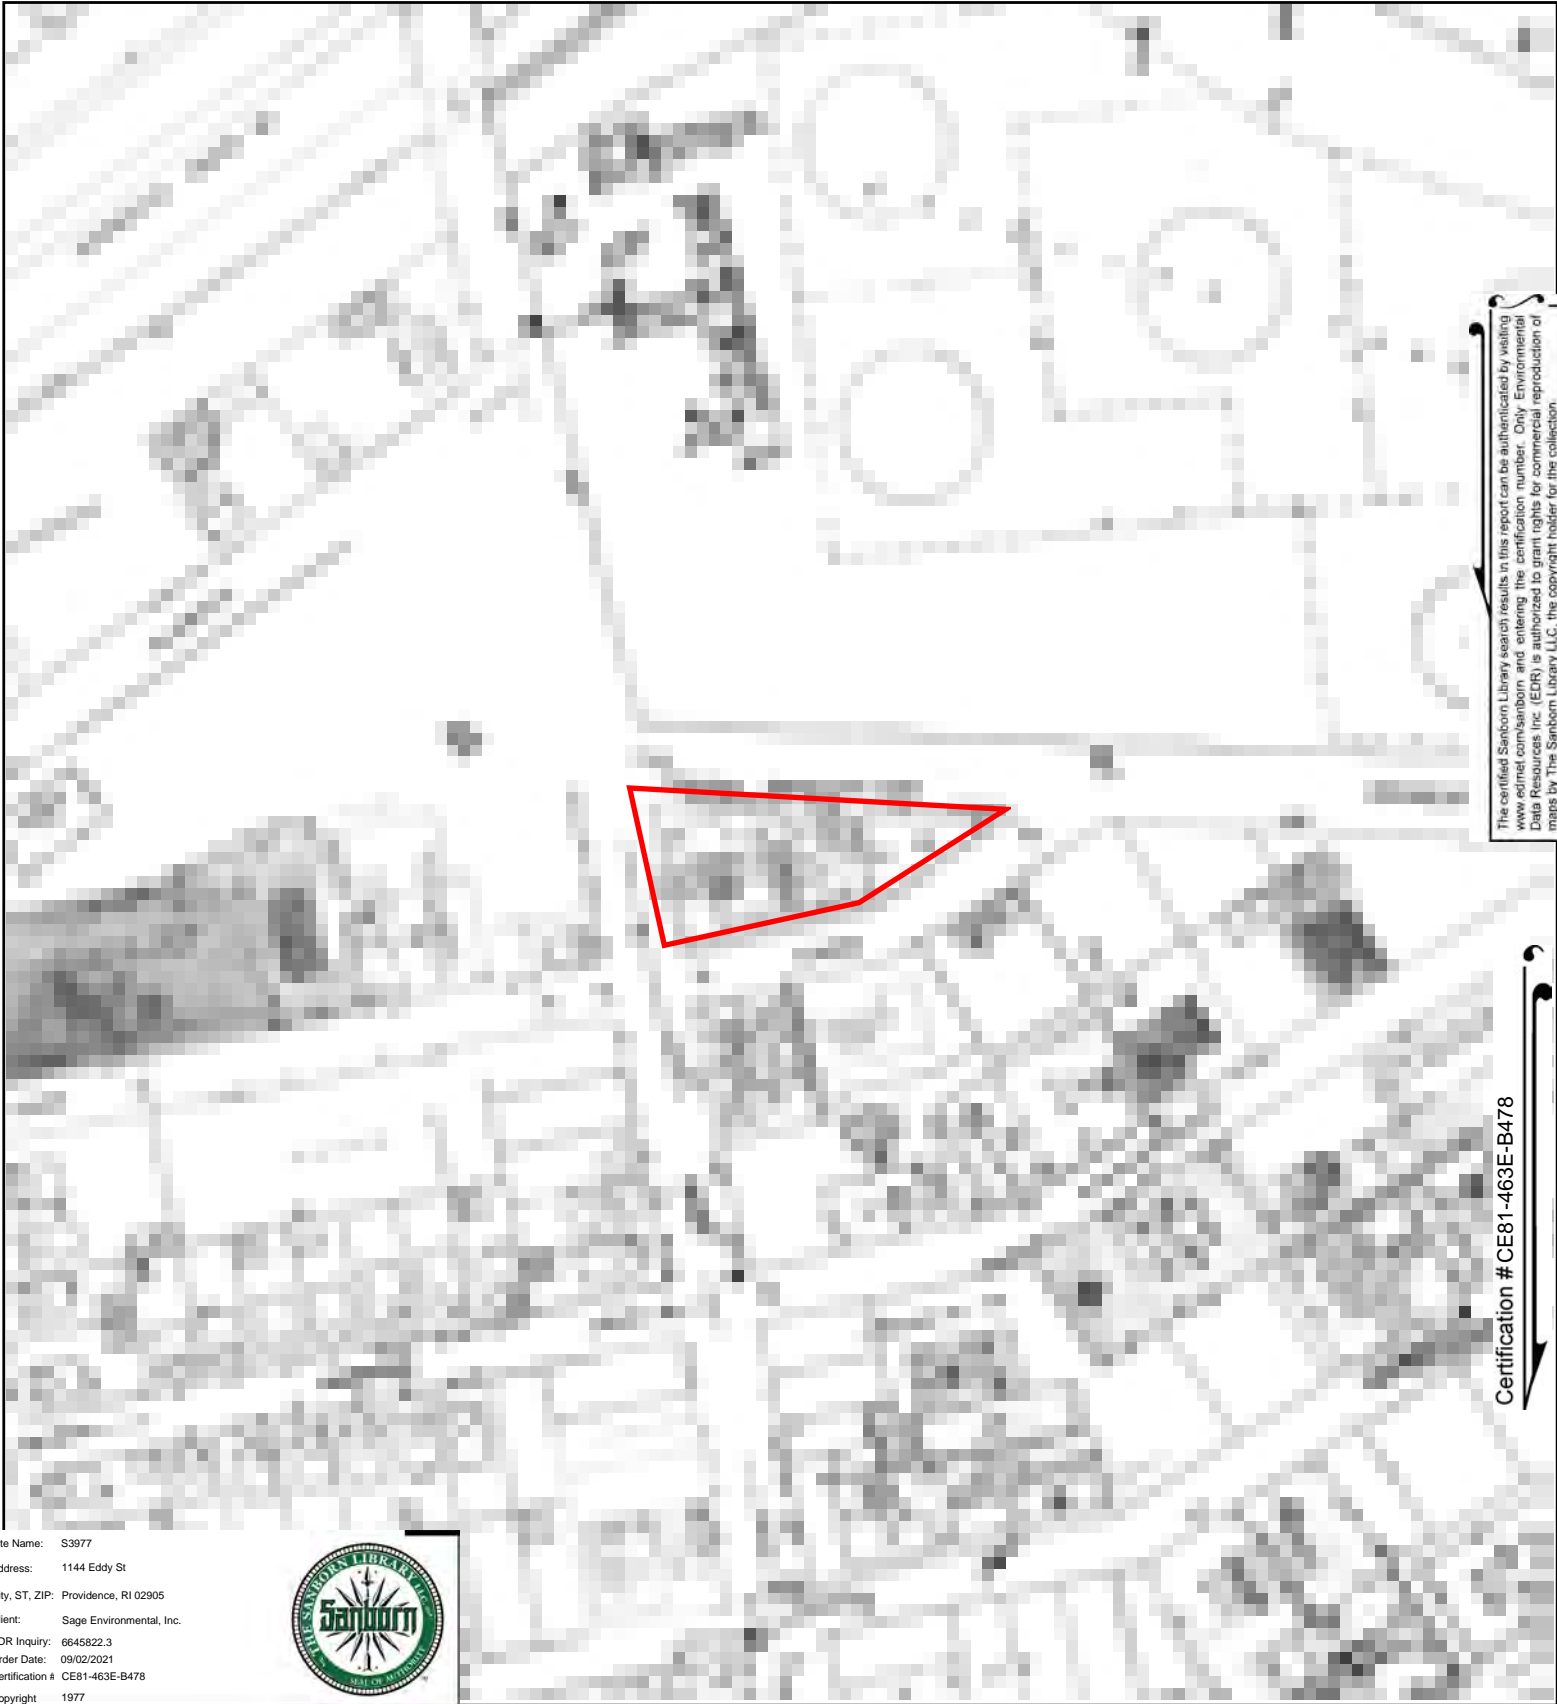 The certified Sanborn Library search results in this report can be authenticated by visiting
www.edrnet.com/sanborn and entering the certification number. Only Environmental
Data Resources Inc. (EDR) is authorized to grant rights for commercial reproduction of
maps by The Sanborn Library LLC, the copyright holder for the collection.
Certification # CE81-463E-B478
te Name: S3977
ddress: 1144 Eddy St
ty, ST, ZIP: Providence, RI 02905
ient: Sage Environmental, Inc.
DR Inquiry: 6645822.3
rder Date: 09/02/2021
ertification # CE81-463E-B478
opyright 1977
THE SANBORN LIBRARY LLC
Sanborn
SEAL OF AUTHORITY